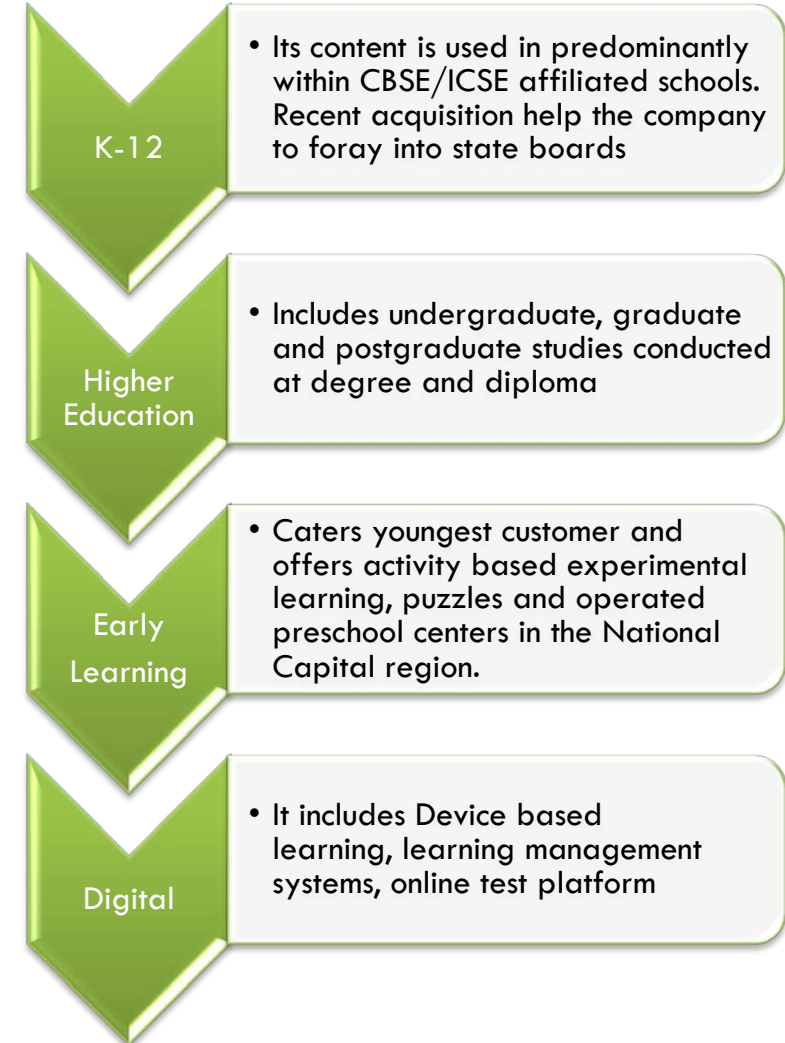 K-12
• Its content is used in predominantly
within CBSE/ICSE affiliated schools.
Recent acquisition help the company
to foray into state boards
Higher
Education
• Includes undergraduate, graduate
and postgraduate studies conducted
at degree and diploma
Early
Learning
• Caters youngest customer and
offers activity based experimental
learning, puzzles and operated
preschool centers in the National
Capital region.
Digital
• It includes Device based
learning, learning management
systems, online test platform